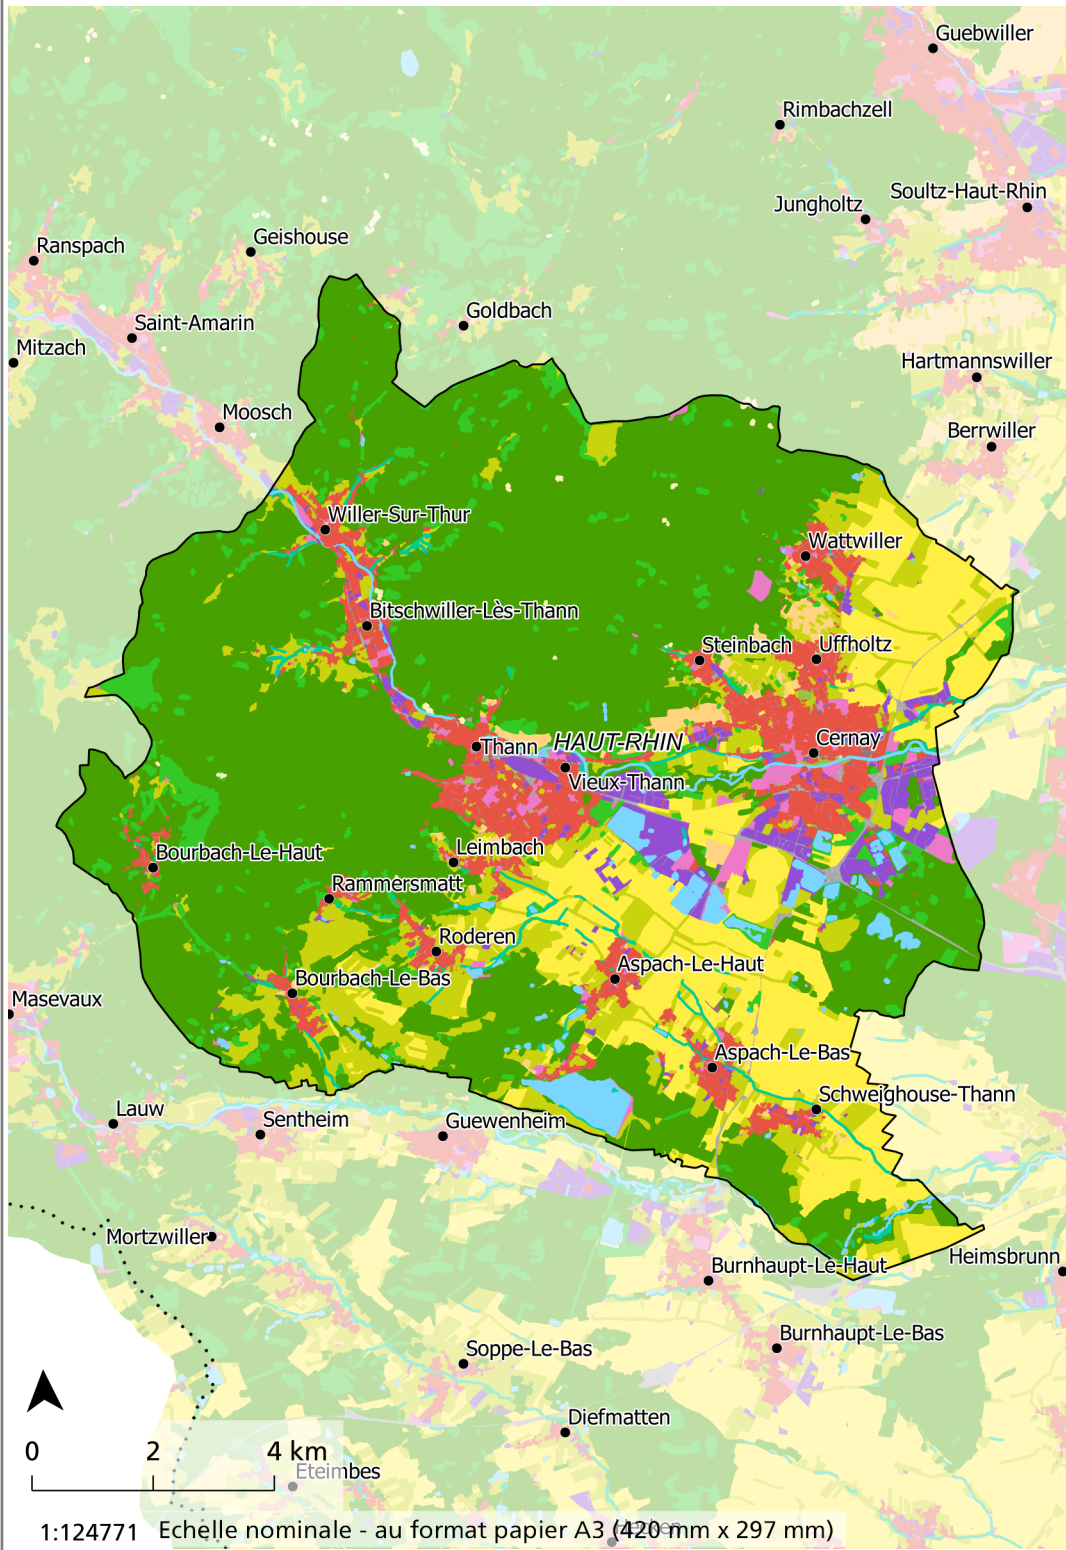 Guebwiller
Rimbachzell
Soultz-Haut-Rhin
Jungholtz
Geishouse
Ranspach
Goldbach
Saint-Amarin
Mitzach
Hartmannswiller
Moosch
Berrwiller
Willer-Sur-Thur
Wattwiller
Bitschwiller-Lès-Thann
Steinbach
Uffholtz
Thann
HAUT-RHIN
Cernay
Vieux-Thann
Leimbach
Bourbach-Le-Haut
Rammersmatt
Roderen
Aspach-Le-Haut
Bourbach-Le-Bas
Masevaux
Aspach-Le-Bas
Schweighouse-Thann
Lauw
Sentheim
Guewenheim
Mortzwiller
Heimsbrunn
Burnhaupt-Le-Haut
Burnhaupt-Le-Bas
Soppe-Le-Bas
Diefmatten
0 2 4 km
Eteimbes
1:124771 Echelle nominale - au format papier A3 (420 mm x 297 mm)